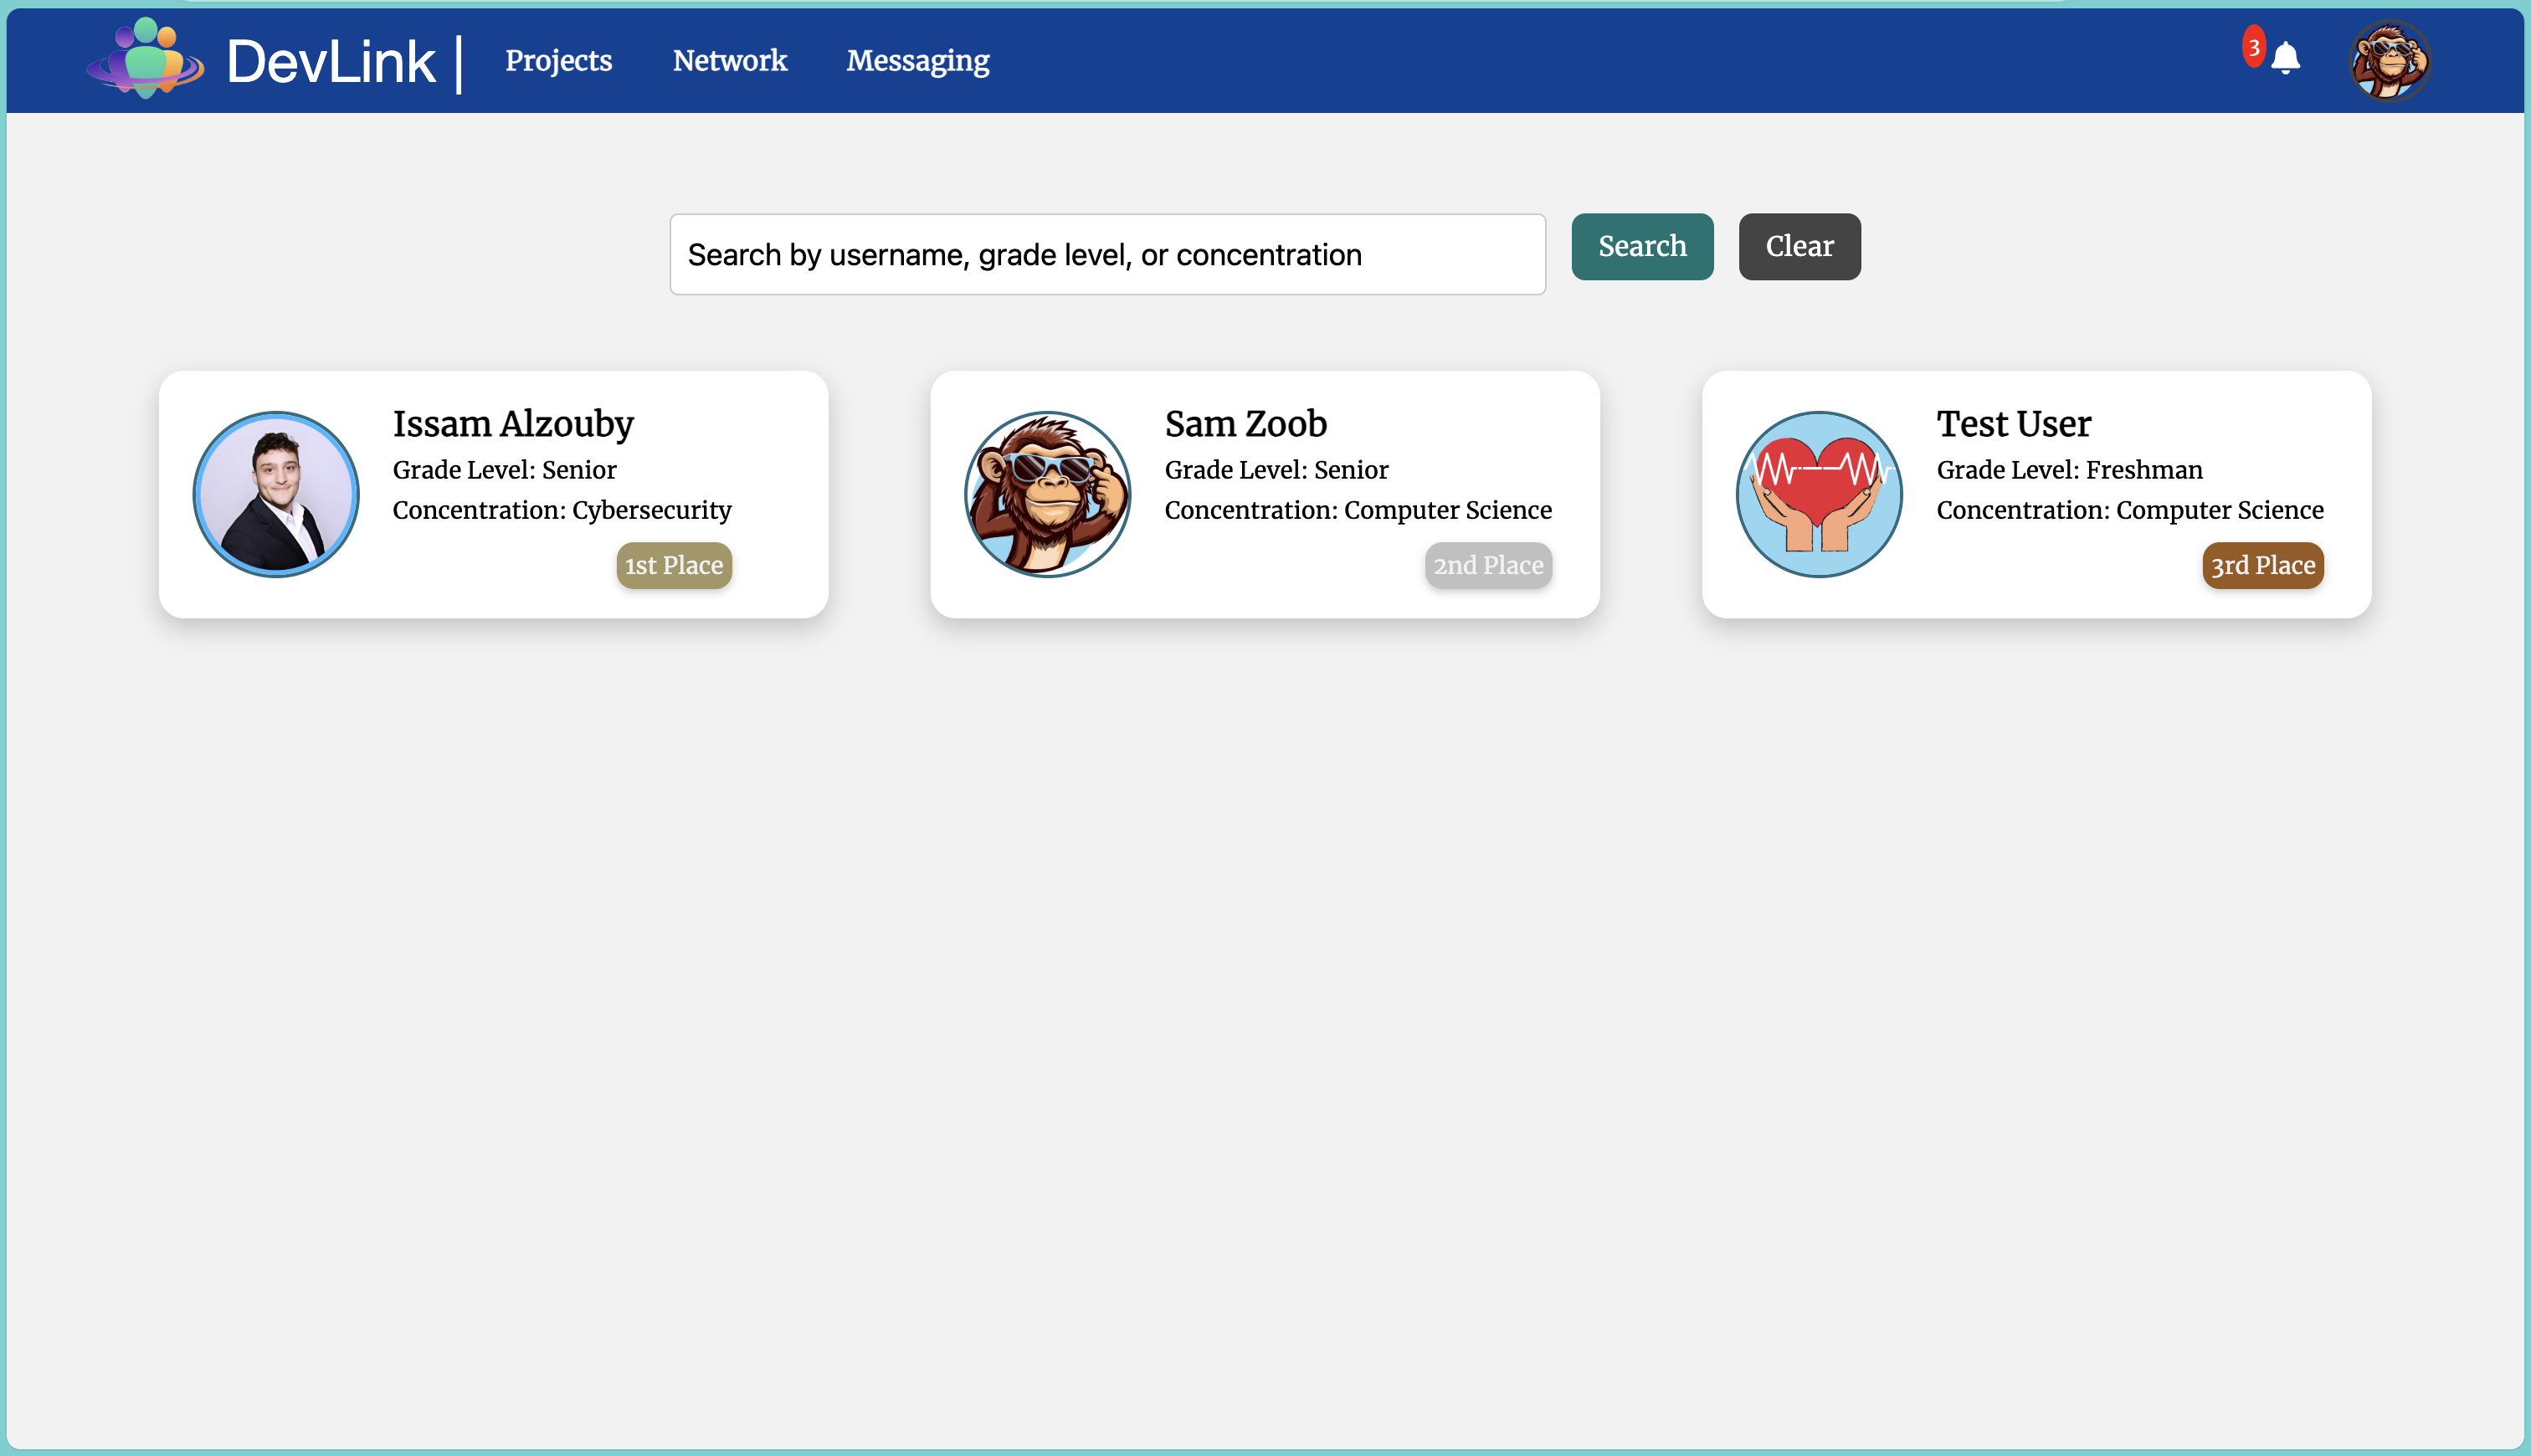 DevLink | Projects Network Messaging 3
Search by username, grade level, or concentration Search Clear
Issam Alzouby
Grade Level: Senior
Concentration: Cybersecurity
1st Place
Sam Zoob
Grade Level: Senior
Concentration: Computer Science
2nd Place
Test User
Grade Level: Freshman
Concentration: Computer Science
3rd Place